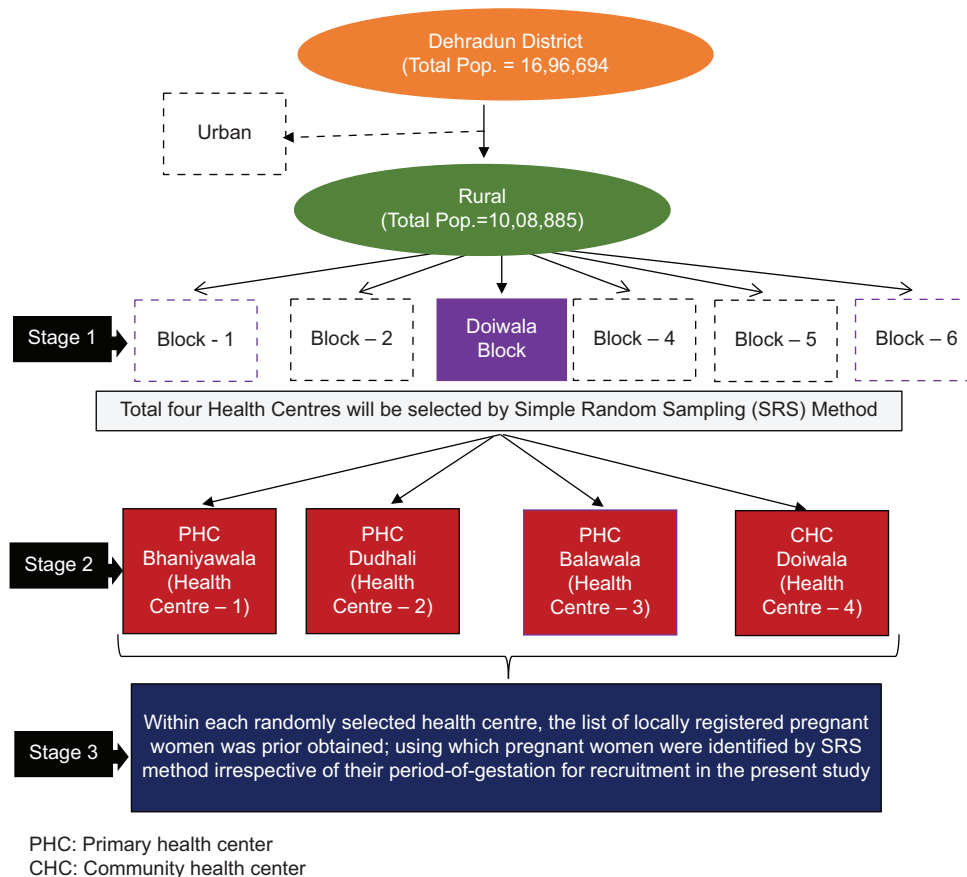 Dehradun District
(Total Pop. = 16,96,694
Urban
Rural
(Total Pop.=10,08,885)
Stage 1
Block - 1
Block – 2
Doiwala
Block
Block – 4
Block – 5
Block – 6
Total four Health Centres will be selected by Simple Random Sampling (SRS) Method
Stage 2
PHC
Bhaniyawala
(Health
Centre – 1)
PHC
Dudhali
(Health
Centre – 2)
PHC
Balawala
(Health
Centre – 3)
CHC
Doiwala
(Health
Centre – 4)
Stage 3
Within each randomly selected health centre, the list of locally registered pregnant
women was prior obtained; using which pregnant women were identified by SRS
method irrespective of their period-of-gestation for recruitment in the present study
PHC: Primary health center
CHC: Community health center